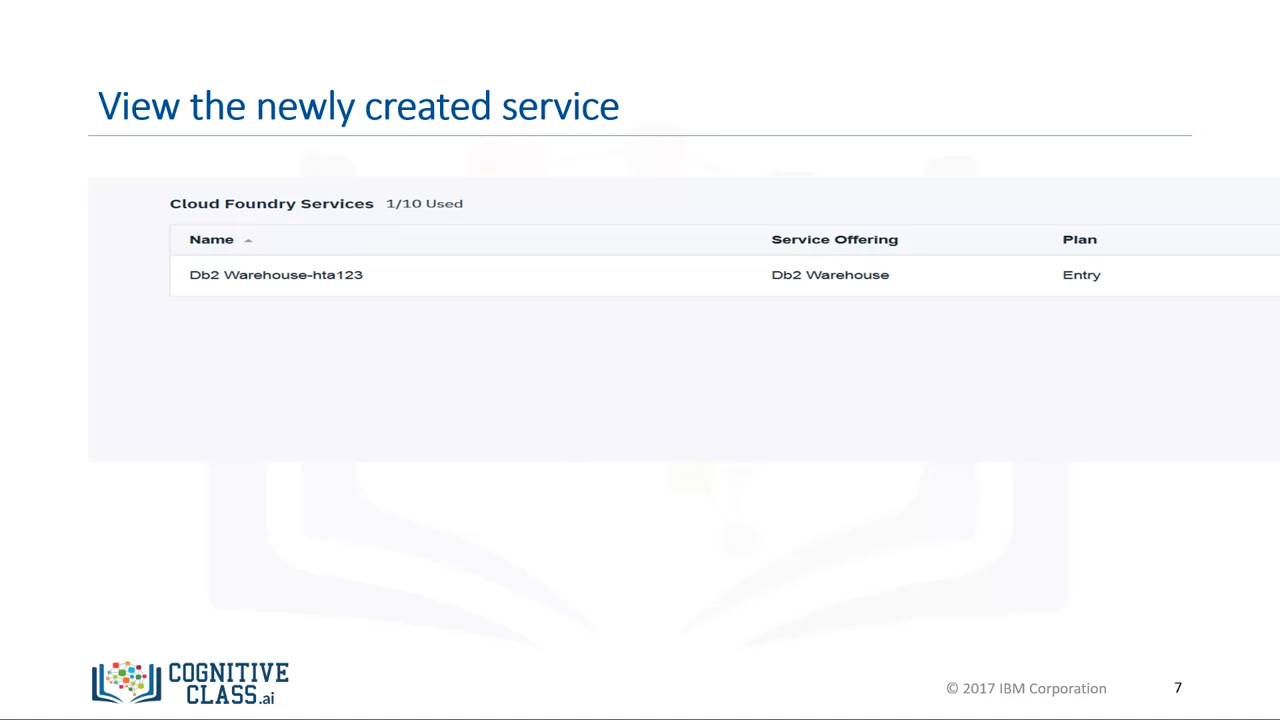 View the newly created service
Cloud Foundry Services 1/10 Used
Name Service Offering Plan
Db2 Warehouse-hta123 Db2 Warehouse Entry
COGNITIVE
CLASS.ai
© 2017 IBM Corporation 7